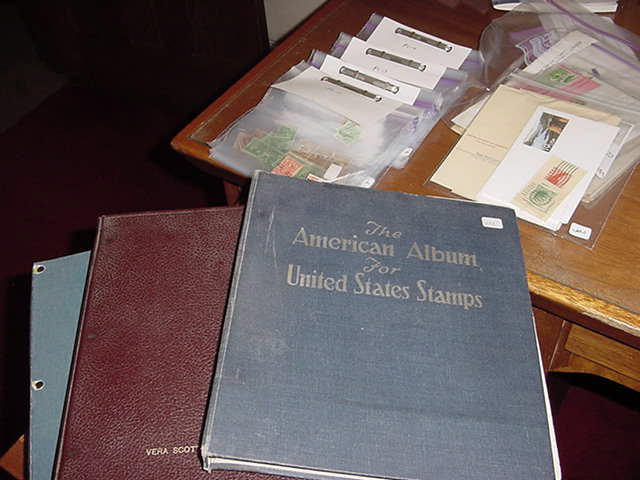 The
American Album
For
United States Stamps
VERA SCOTT